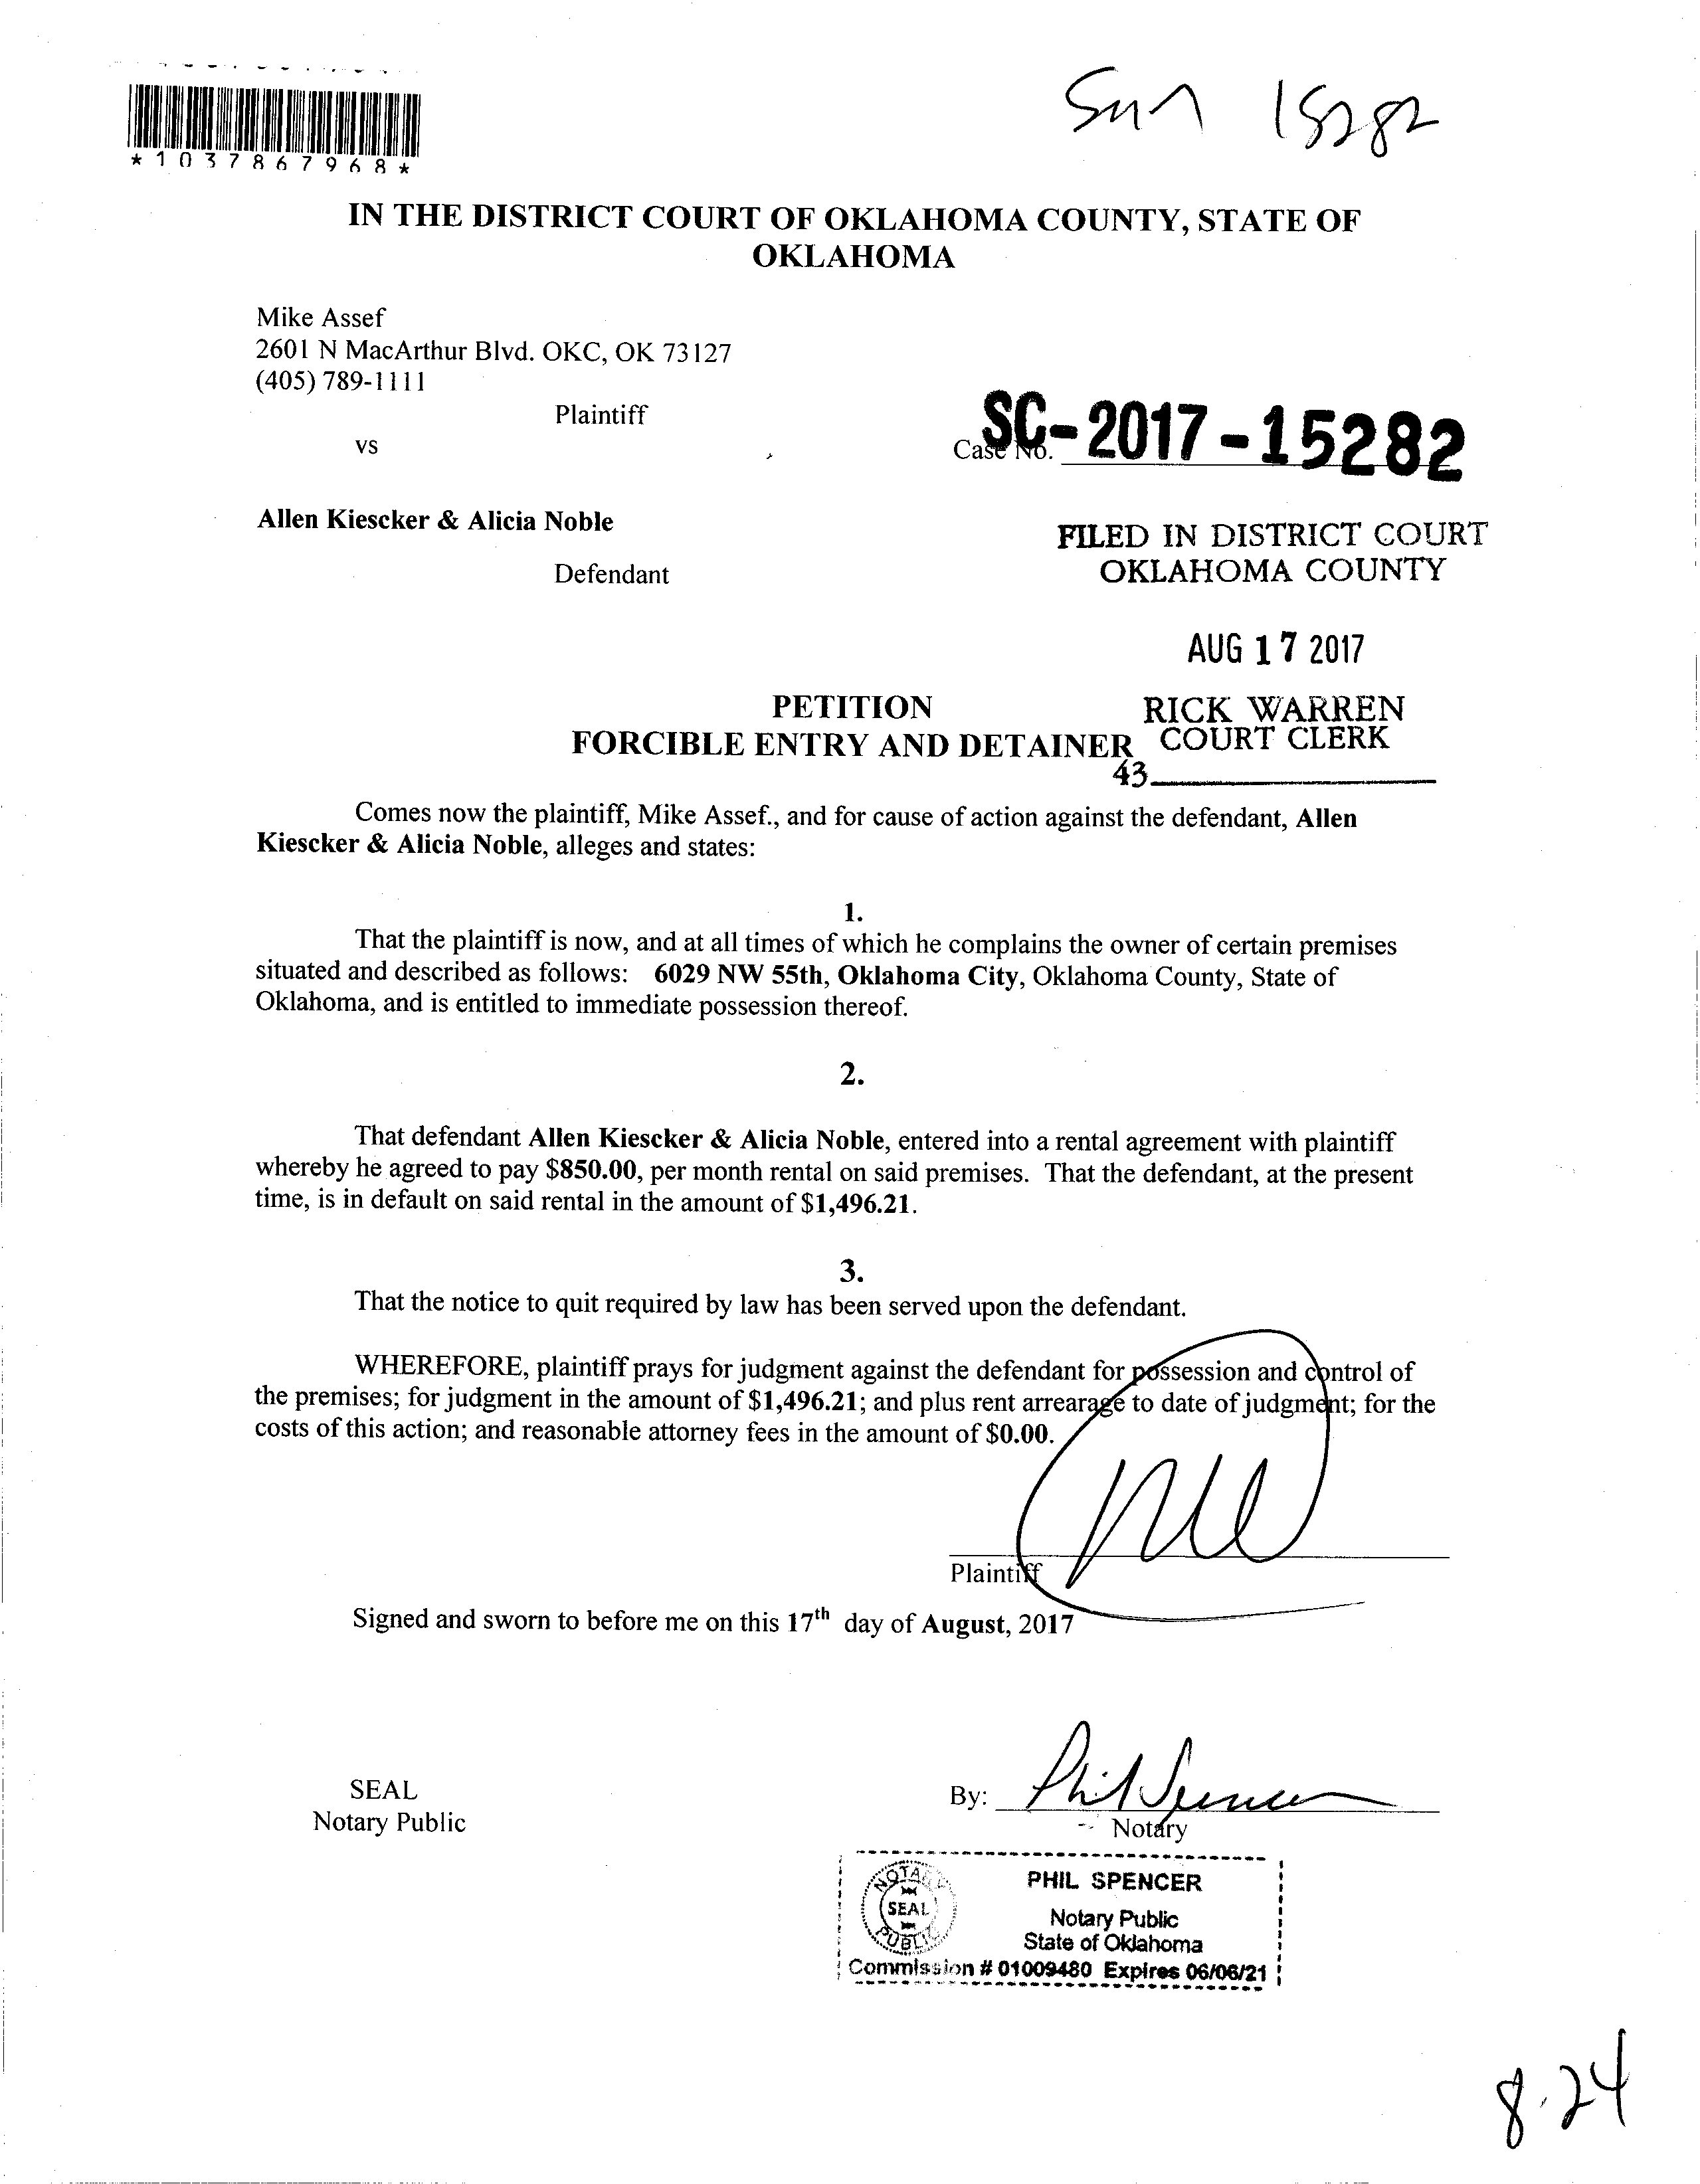 *1037867968*
15282
IN THE DISTRICT COURT OF OKLAHOMA COUNTY, STATE OF
OKLAHOMA
Mike Assef
2601 N MacArthur Blvd. OKC, OK 73127
(405) 789-1111
Plaintiff
vs
Case No. SC-2017-15282
Allen Kiescker & Alicia Noble
Defendant
FILED IN DISTRICT COURT
OKLAHOMA COUNTY
AUG 17 2017
RICK WARREN
COURT CLERK
43
PETITION
FORCIBLE ENTRY AND DETAINER
Comes now the plaintiff, Mike Assef., and for cause of action against the defendant, Allen
Kiescker & Alicia Noble, alleges and states:
1.
That the plaintiff is now, and at all times of which he complains the owner of certain premises
situated and described as follows: 6029 NW 55th, Oklahoma City, Oklahoma County, State of
Oklahoma, and is entitled to immediate possession thereof.
2.
That defendant Allen Kiescker & Alicia Noble, entered into a rental agreement with plaintiff
whereby he agreed to pay $850.00, per month rental on said premises. That the defendant, at the present
time, is in default on said rental in the amount of $1,496.21.
3.
That the notice to quit required by law has been served upon the defendant.
WHEREFORE, plaintiff prays for judgment against the defendant for possession and control of
the premises; for judgment in the amount of $1,496.21; and plus rent arrearage to date of judgment; for the
costs of this action; and reasonable attorney fees in the amount of $0.00.
Plaintiff
Signed and sworn to before me on this 17th day of August, 2017
SEAL
Notary Public
By: Phil Spencer
Notary
NOTARY
SEAL
PUBLIC
PHIL SPENCER
Notary Public
State of Oklahoma
Commission # 01009480 Expires 06/06/21
8.24